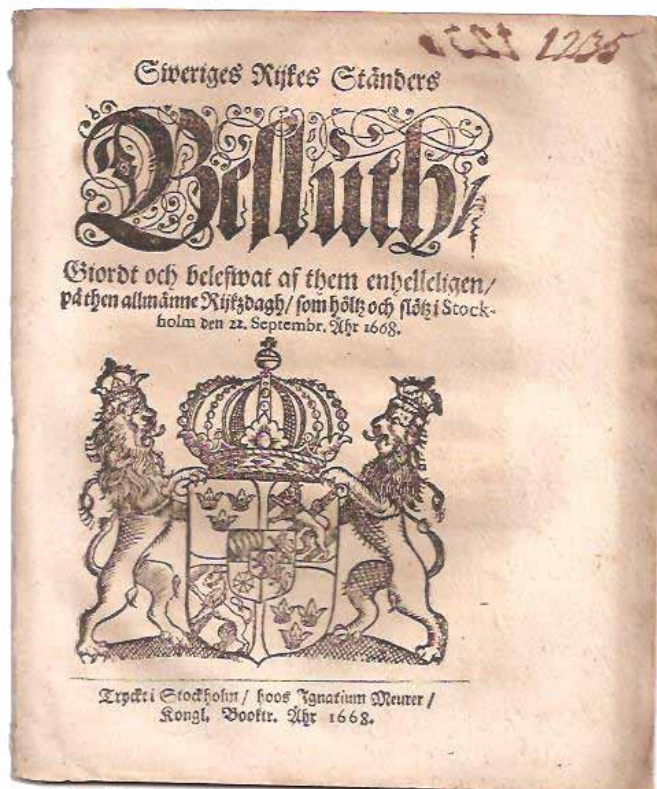 1235
Sweriges Rijkes Ständers
Besluth/
Giordt och belefwat af them enhelleligen/
på then allmänne Rijkzdagh/ som höltz och slötz i Stock-
holm den 22. Septembr. Åhr 1668.
Tryckt i Stockholm/ hoos Ignatium Meurer/
Kongl. Booktr. Åhr 1668.